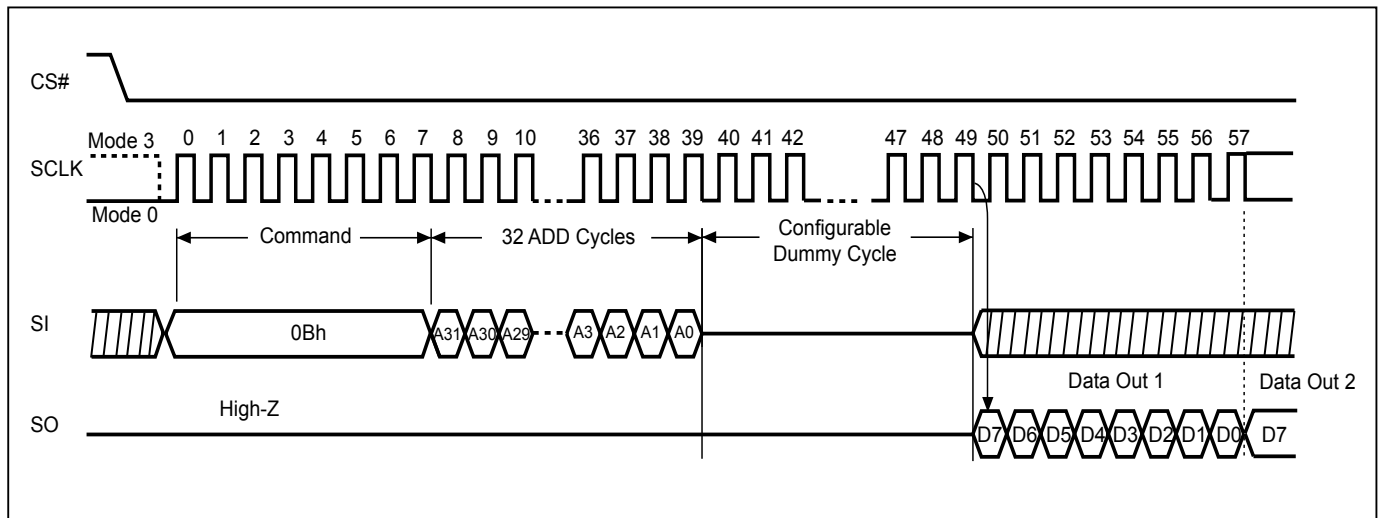 CS#
Mode 3
0 1 2 3 4 5 6 7 8 9 10 36 37 38 39 40 41 42 47 48 49 50 51 52 53 54 55 56 57
SCLK
Mode 0
Command
32 ADD Cycles
Configurable
Dummy Cycle
SI
0Bh
A31 A30 A29 A3 A2 A1 A0
Data Out 1
Data Out 2
High-Z
SO
D7 D6 D5 D4 D3 D2 D1 D0 D7